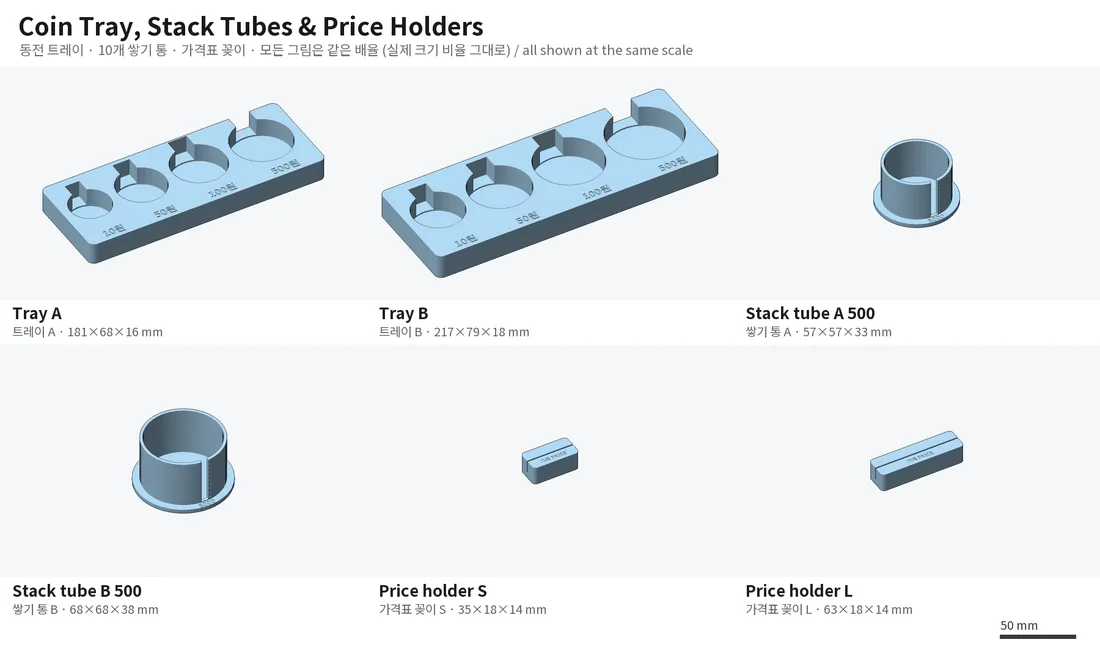 Coin Tray, Stack Tubes & Price Holders
동전 트레이 · 10개 쌓기 통 · 가격표 꽂이 · 모든 그림은 같은 배율 (실제 크기 비율 그대로) / all shown at the same scale
10원 50원 100원 500원
10원 50원 100원 500원
Tray A
트레이 A · 181×68×16 mm
Tray B
트레이 B · 217×79×18 mm
Stack tube A 500
쌓기 통 A · 57×57×33 mm
PRICE
PRICE
Stack tube B 500
쌓기 통 B · 68×68×38 mm
Price holder S
가격표 꽂이 S · 35×18×14 mm
Price holder L
가격표 꽂이 L · 63×18×14 mm
50 mm